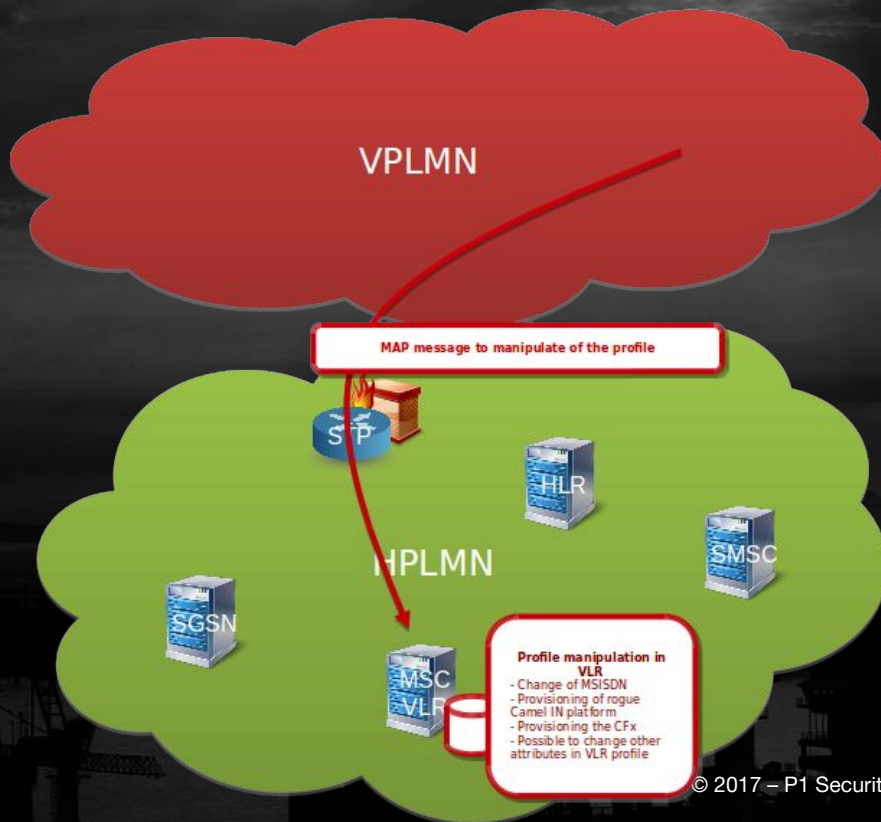 VPLMN
MAP message to manipulate of the profile
STP
HLR
SMSC
HPLMN
SGSN
MSC
VLR
Profile manipulation in
VLR
- Change of MSISDN
- Provisioning of rogue
Camel IN platform
- Provisioning the CFx
- Possible to change other
attributes in VLR profile
© 2017 – P1 Securit